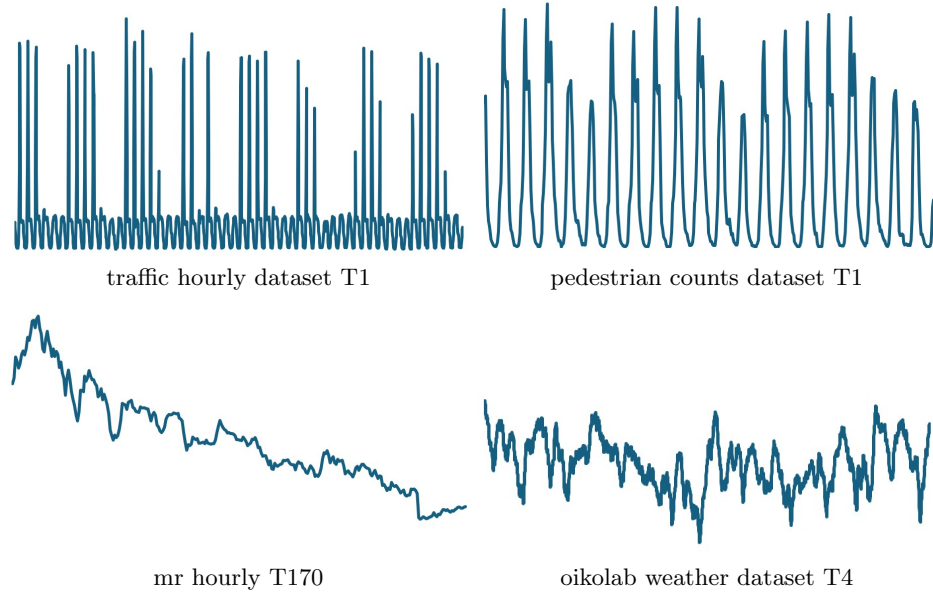 traffic hourly dataset T1
pedestrian counts dataset T1
mr hourly T170
oikolab weather dataset T4